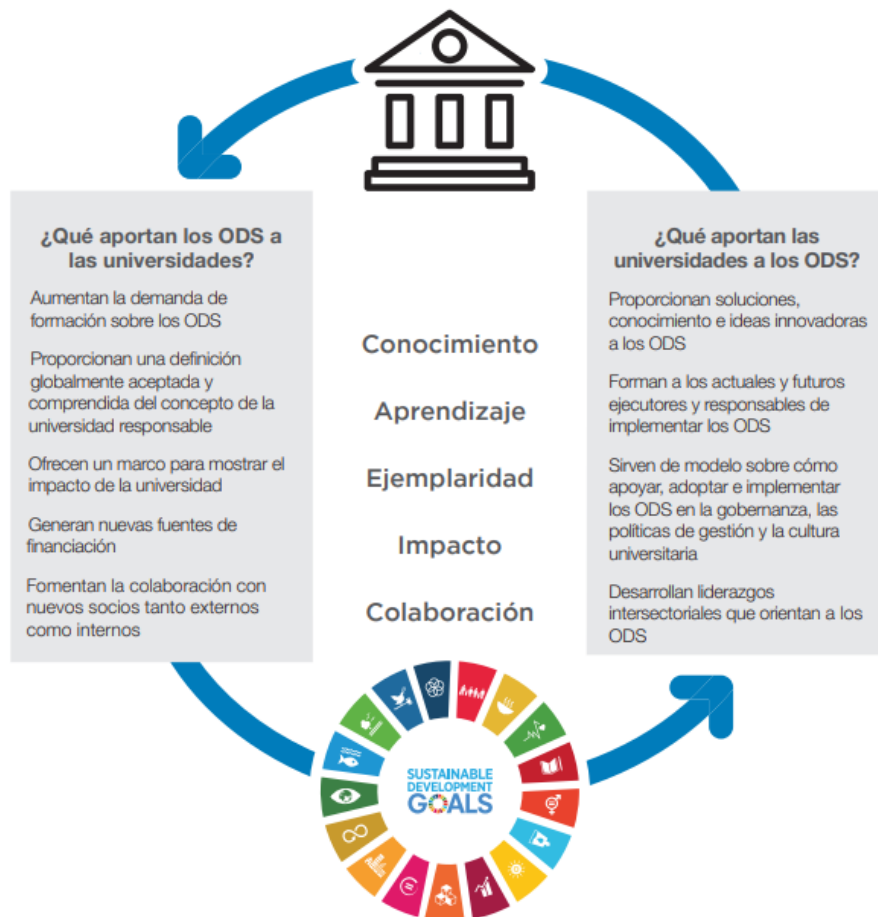 ¿Qué aportan los ODS a
las universidades?
Aumentan la demanda de
formación sobre los ODS
Proporcionan una definición
globalmente aceptada y
comprendida del concepto de la
universidad responsable
Ofrecen un marco para mostrar el
impacto de la universidad
Generan nuevas fuentes de
financiación
Fomentan la colaboración con
nuevos socios tanto externos
como internos
Conocimiento
Aprendizaje
Ejemplaridad
Impacto
Colaboración
¿Qué aportan las
universidades a los ODS?
Proporcionan soluciones,
conocimiento e ideas innovadoras
a los ODS
Forman a los actuales y futuros
ejecutores y responsables de
implementar los ODS
Sirven de modelo sobre cómo
apoyar, adoptar e implementar
los ODS en la gobernanza, las
políticas de gestión y la cultura
universitaria
Desarrollan liderazgos
intersectoriales que orientan a los
ODS
SUSTAINABLE
DEVELOPMENT
GOALS